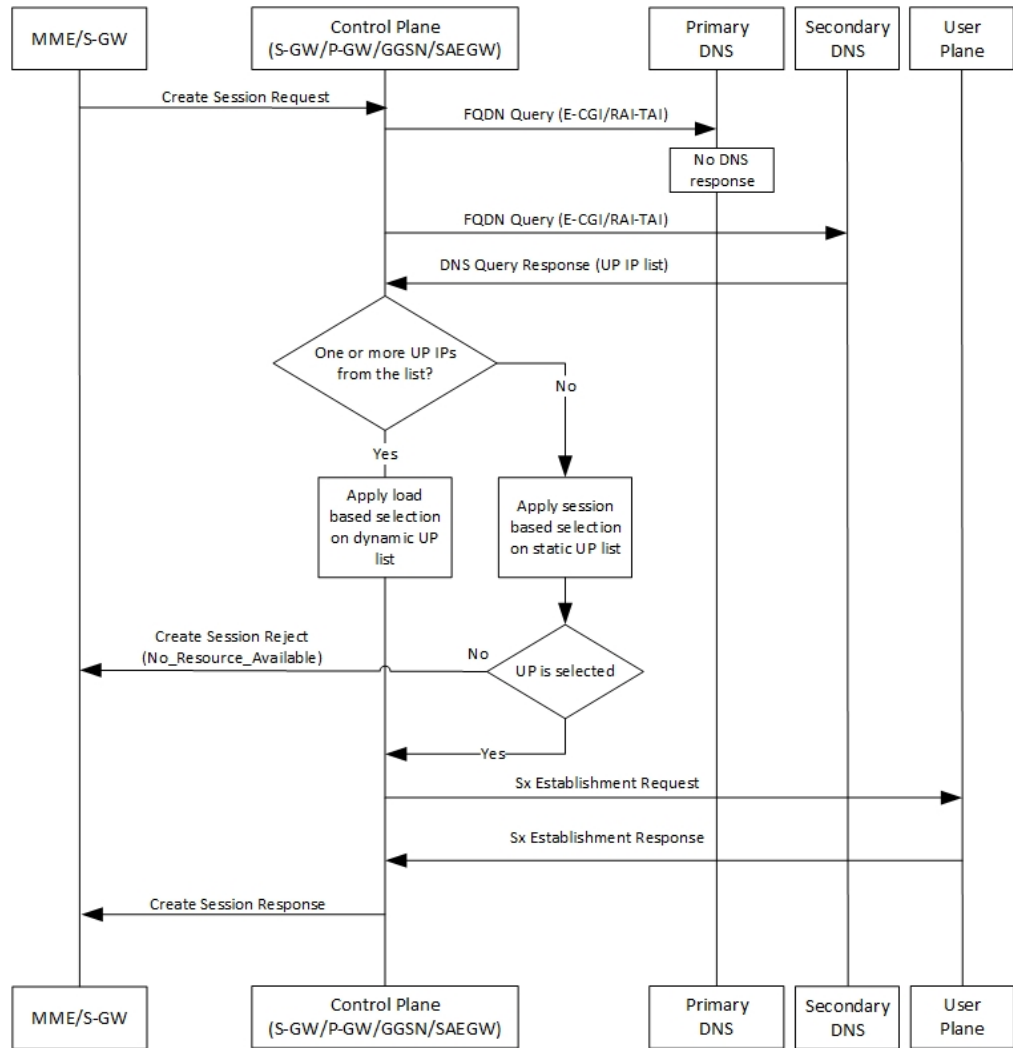 MME/S-GW
Control Plane
(S-GW/P-GW/GGSN/SAEGW)
Primary
DNS
Secondary
DNS
User
Plane
Create Session Request
FQDN Query (E-CGI/RAI-TAI)
No DNS
response
FQDN Query (E-CGI/RAI-TAI)
DNS Query Response (UP IP list)
One or more UP IPs
from the list?
No
Yes
Apply load
based selection
on dynamic UP
list
Apply session
based selection
on static UP list
Create Session Reject
(No_Resource_Available)
No
UP is selected
Yes
Sx Establishment Request
Sx Establishment Response
Create Session Response
MME/S-GW
Control Plane
(S-GW/P-GW/GGSN/SAEGW)
Primary
DNS
Secondary
DNS
User
Plane